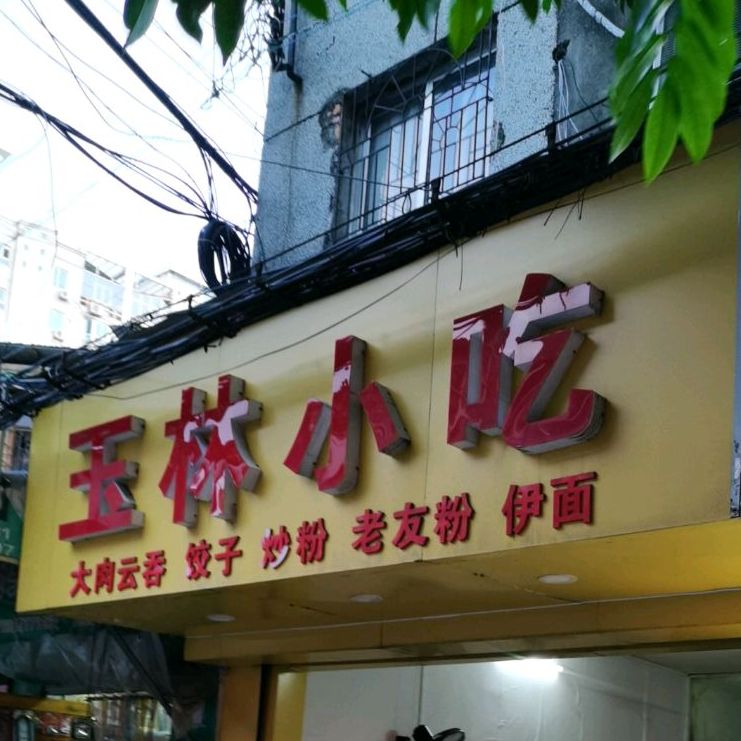 玉林小吃
大肉云吞 饺子 炒粉 老友粉 伊面